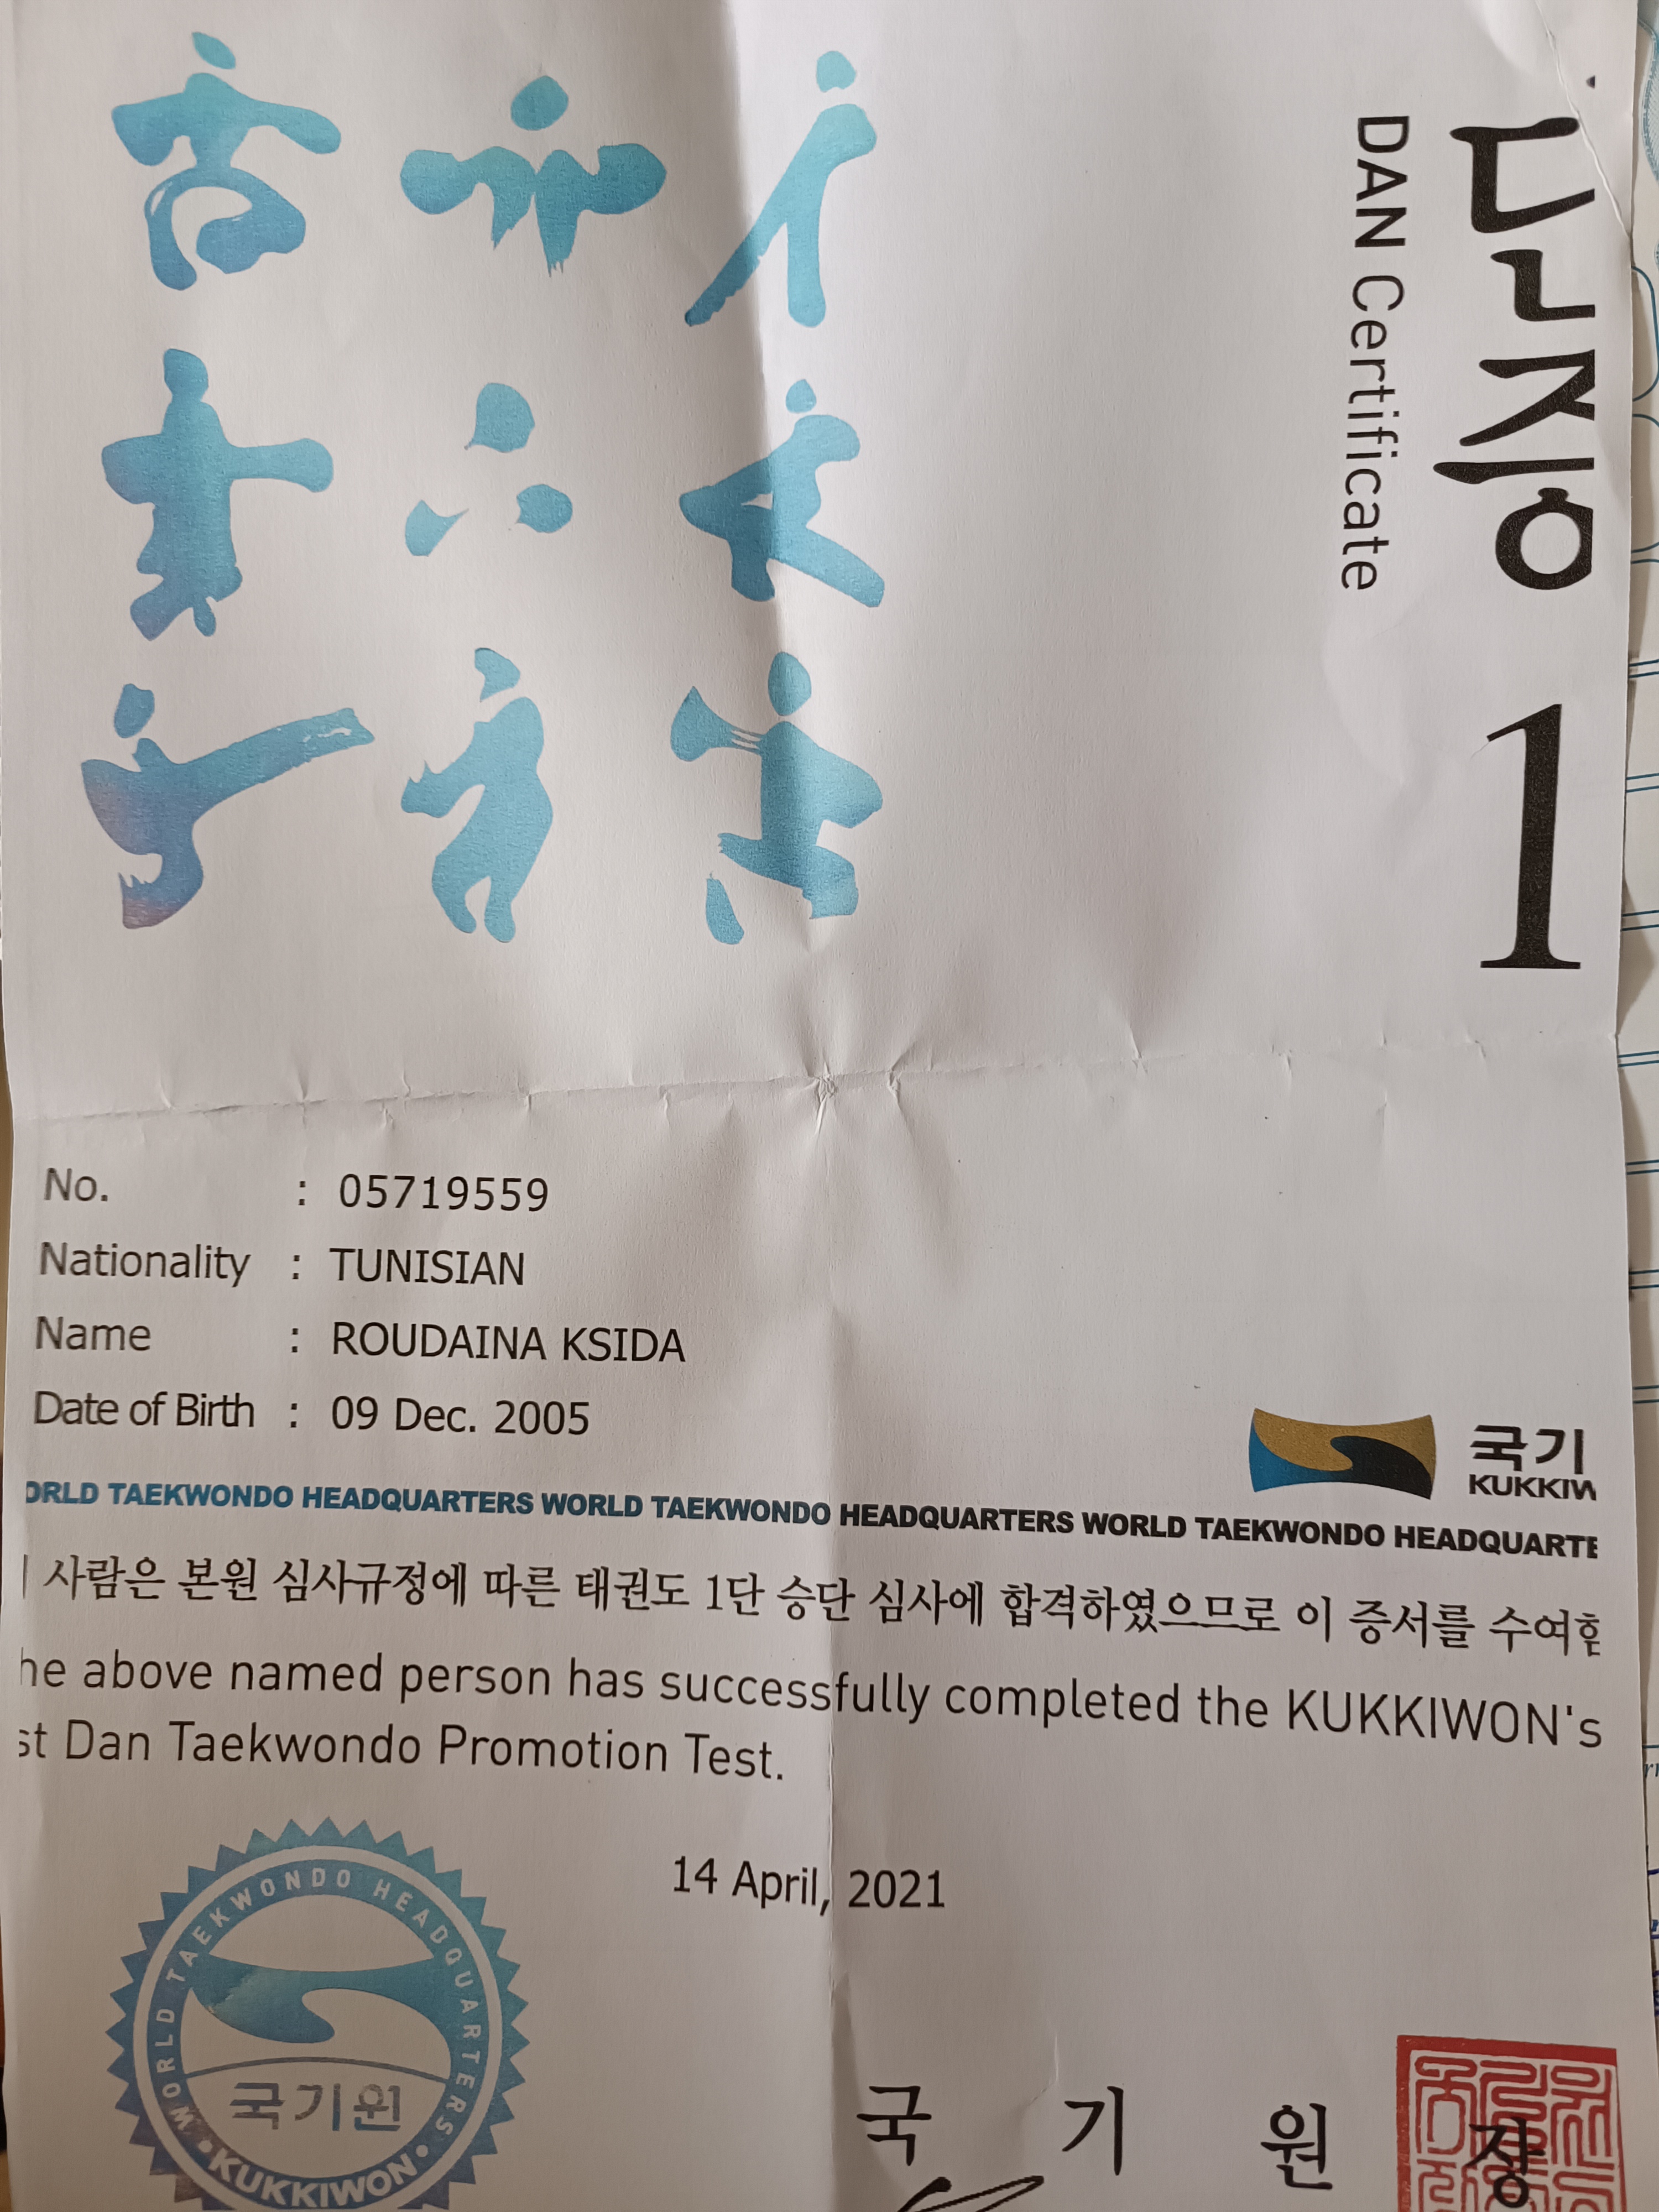 단증 1
DAN Certificate
No. : 05719559
Nationality : TUNISIAN
Name : ROUDAINA KSIDA
Date of Birth : 09 Dec. 2005
국기
KUKKIW
ORLD TAEKWONDO HEADQUARTERS WORLD TAEKWONDO HEADQUARTERS WORLD TAEKWONDO HEADQUARTE
사람은 본원 심사규정에 따른 태권도 1단 승단 심사에 합격하였으므로 이 증서를 수여함
he above named person has successfully completed the KUKKIWON's
st Dan Taekwondo Promotion Test.
14 April, 2021
WORLD TAEKWONDO HEADQUARTERS
국기원
•KUKKIWON•
국 기 원 장